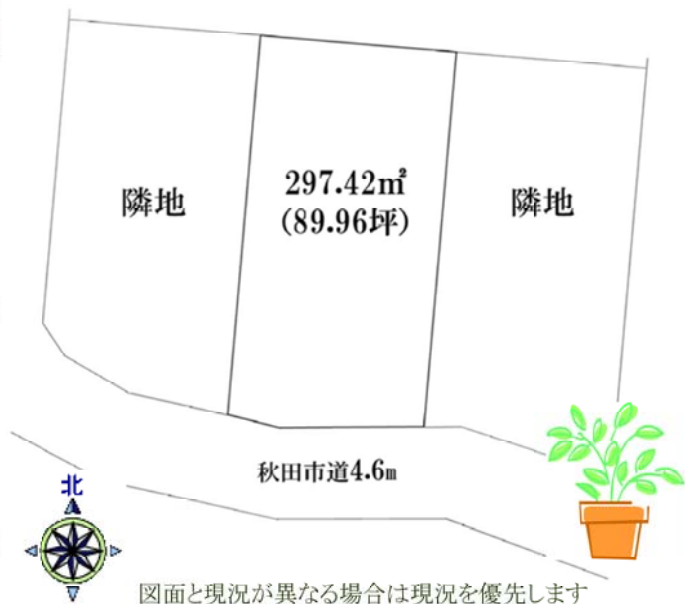 隣地
297.42㎡
(89.96坪)
隣地
秋田市道4.6m
北
図面と現況が異なる場合は現況を優先します